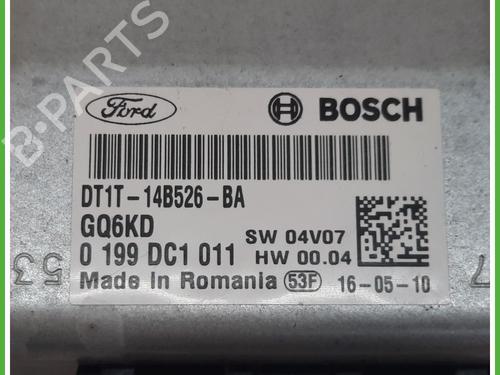 B-PARTS
Ford
BOSCH
DT1T-14B526-BA
GQ6KD
0 199 DC1 011
SW 04V07
HW 00.04
Made in Romania 53F 16-05-10
53
7